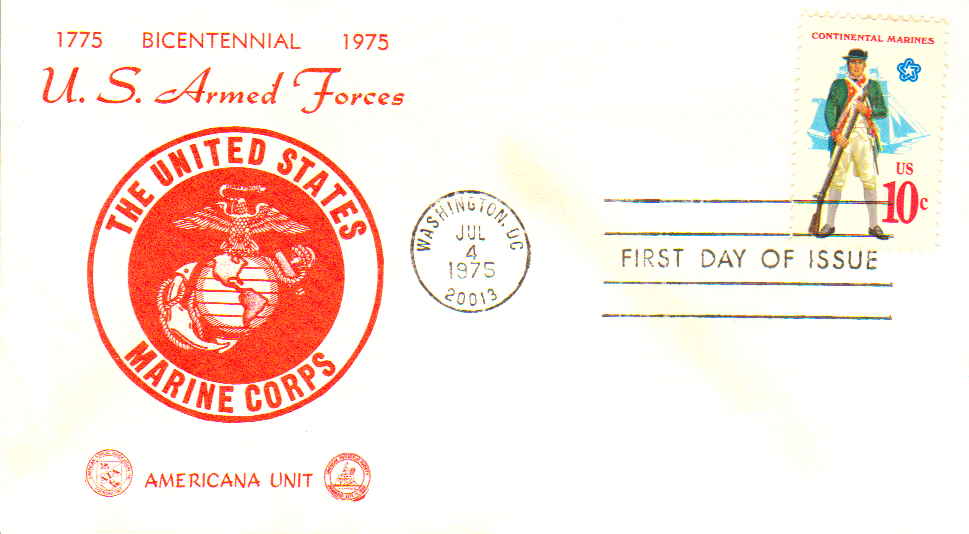 1775 BICENTENNIAL 1975
U. S. Armed Forces
THE UNITED STATES
MARINE CORPS
AMERICANA UNIT
WASHINGTON, DC
JUL
4
1975
20013
CONTINENTAL MARINES
US
10c
FIRST DAY OF ISSUE